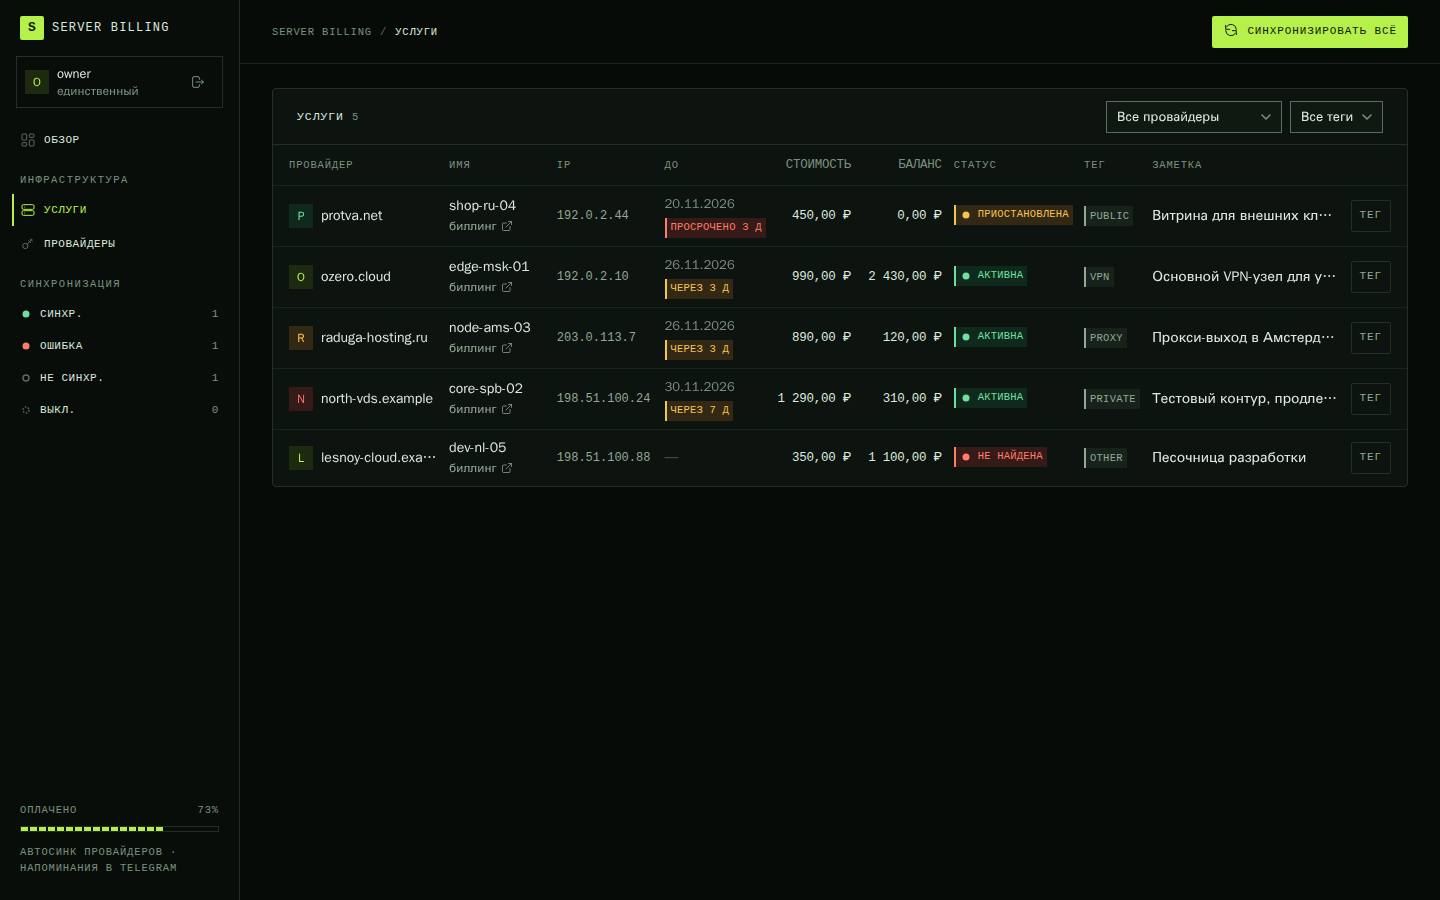 S SERVER BILLING
O owner
единственный
ОБЗОР
ИНФРАСТРУКТУРА
УСЛУГИ
ПРОВАЙДЕРЫ
СИНХРОНИЗАЦИЯ
СИНХР. 1
ОШИБКА 1
НЕ СИНХР. 1
ВЫКЛ. 0
ОПЛАЧЕНО 73%
АВТОСИНК ПРОВАЙДЕРОВ ·
НАПОМИНАНИЯ В TELEGRAM
SERVER BILLING / УСЛУГИ
СИНХРОНИЗИРОВАТЬ ВСЁ
УСЛУГИ 5
Все провайдеры
Все теги
ПРОВАЙДЕР ИМЯ IP ДО СТОИМОСТЬ БАЛАНС СТАТУС ТЕГ ЗАМЕТКА
P protva.net shop-ru-04 биллинг 192.0.2.44 20.11.2026 ПРОСРОЧЕНО 3 Д 450,00 ₽ 0,00 ₽ ПРИОСТАНОВЛЕНА PUBLIC Витрина для внешних кл… ТЕГ
O ozero.cloud edge-msk-01 биллинг 192.0.2.10 26.11.2026 ЧЕРЕЗ 3 Д 990,00 ₽ 2 430,00 ₽ АКТИВНА VPN Основной VPN-узел для у… ТЕГ
R raduga-hosting.ru node-ams-03 биллинг 203.0.113.7 26.11.2026 ЧЕРЕЗ 3 Д 890,00 ₽ 120,00 ₽ АКТИВНА PROXY Прокси-выход в Амстерд… ТЕГ
N north-vds.example core-spb-02 биллинг 198.51.100.24 30.11.2026 ЧЕРЕЗ 7 Д 1 290,00 ₽ 310,00 ₽ АКТИВНА PRIVATE Тестовый контур, продле… ТЕГ
L lesnoy-cloud.exa… dev-nl-05 биллинг 198.51.100.88 — 350,00 ₽ 1 100,00 ₽ НЕ НАЙДЕНА OTHER Песочница разработки ТЕГ